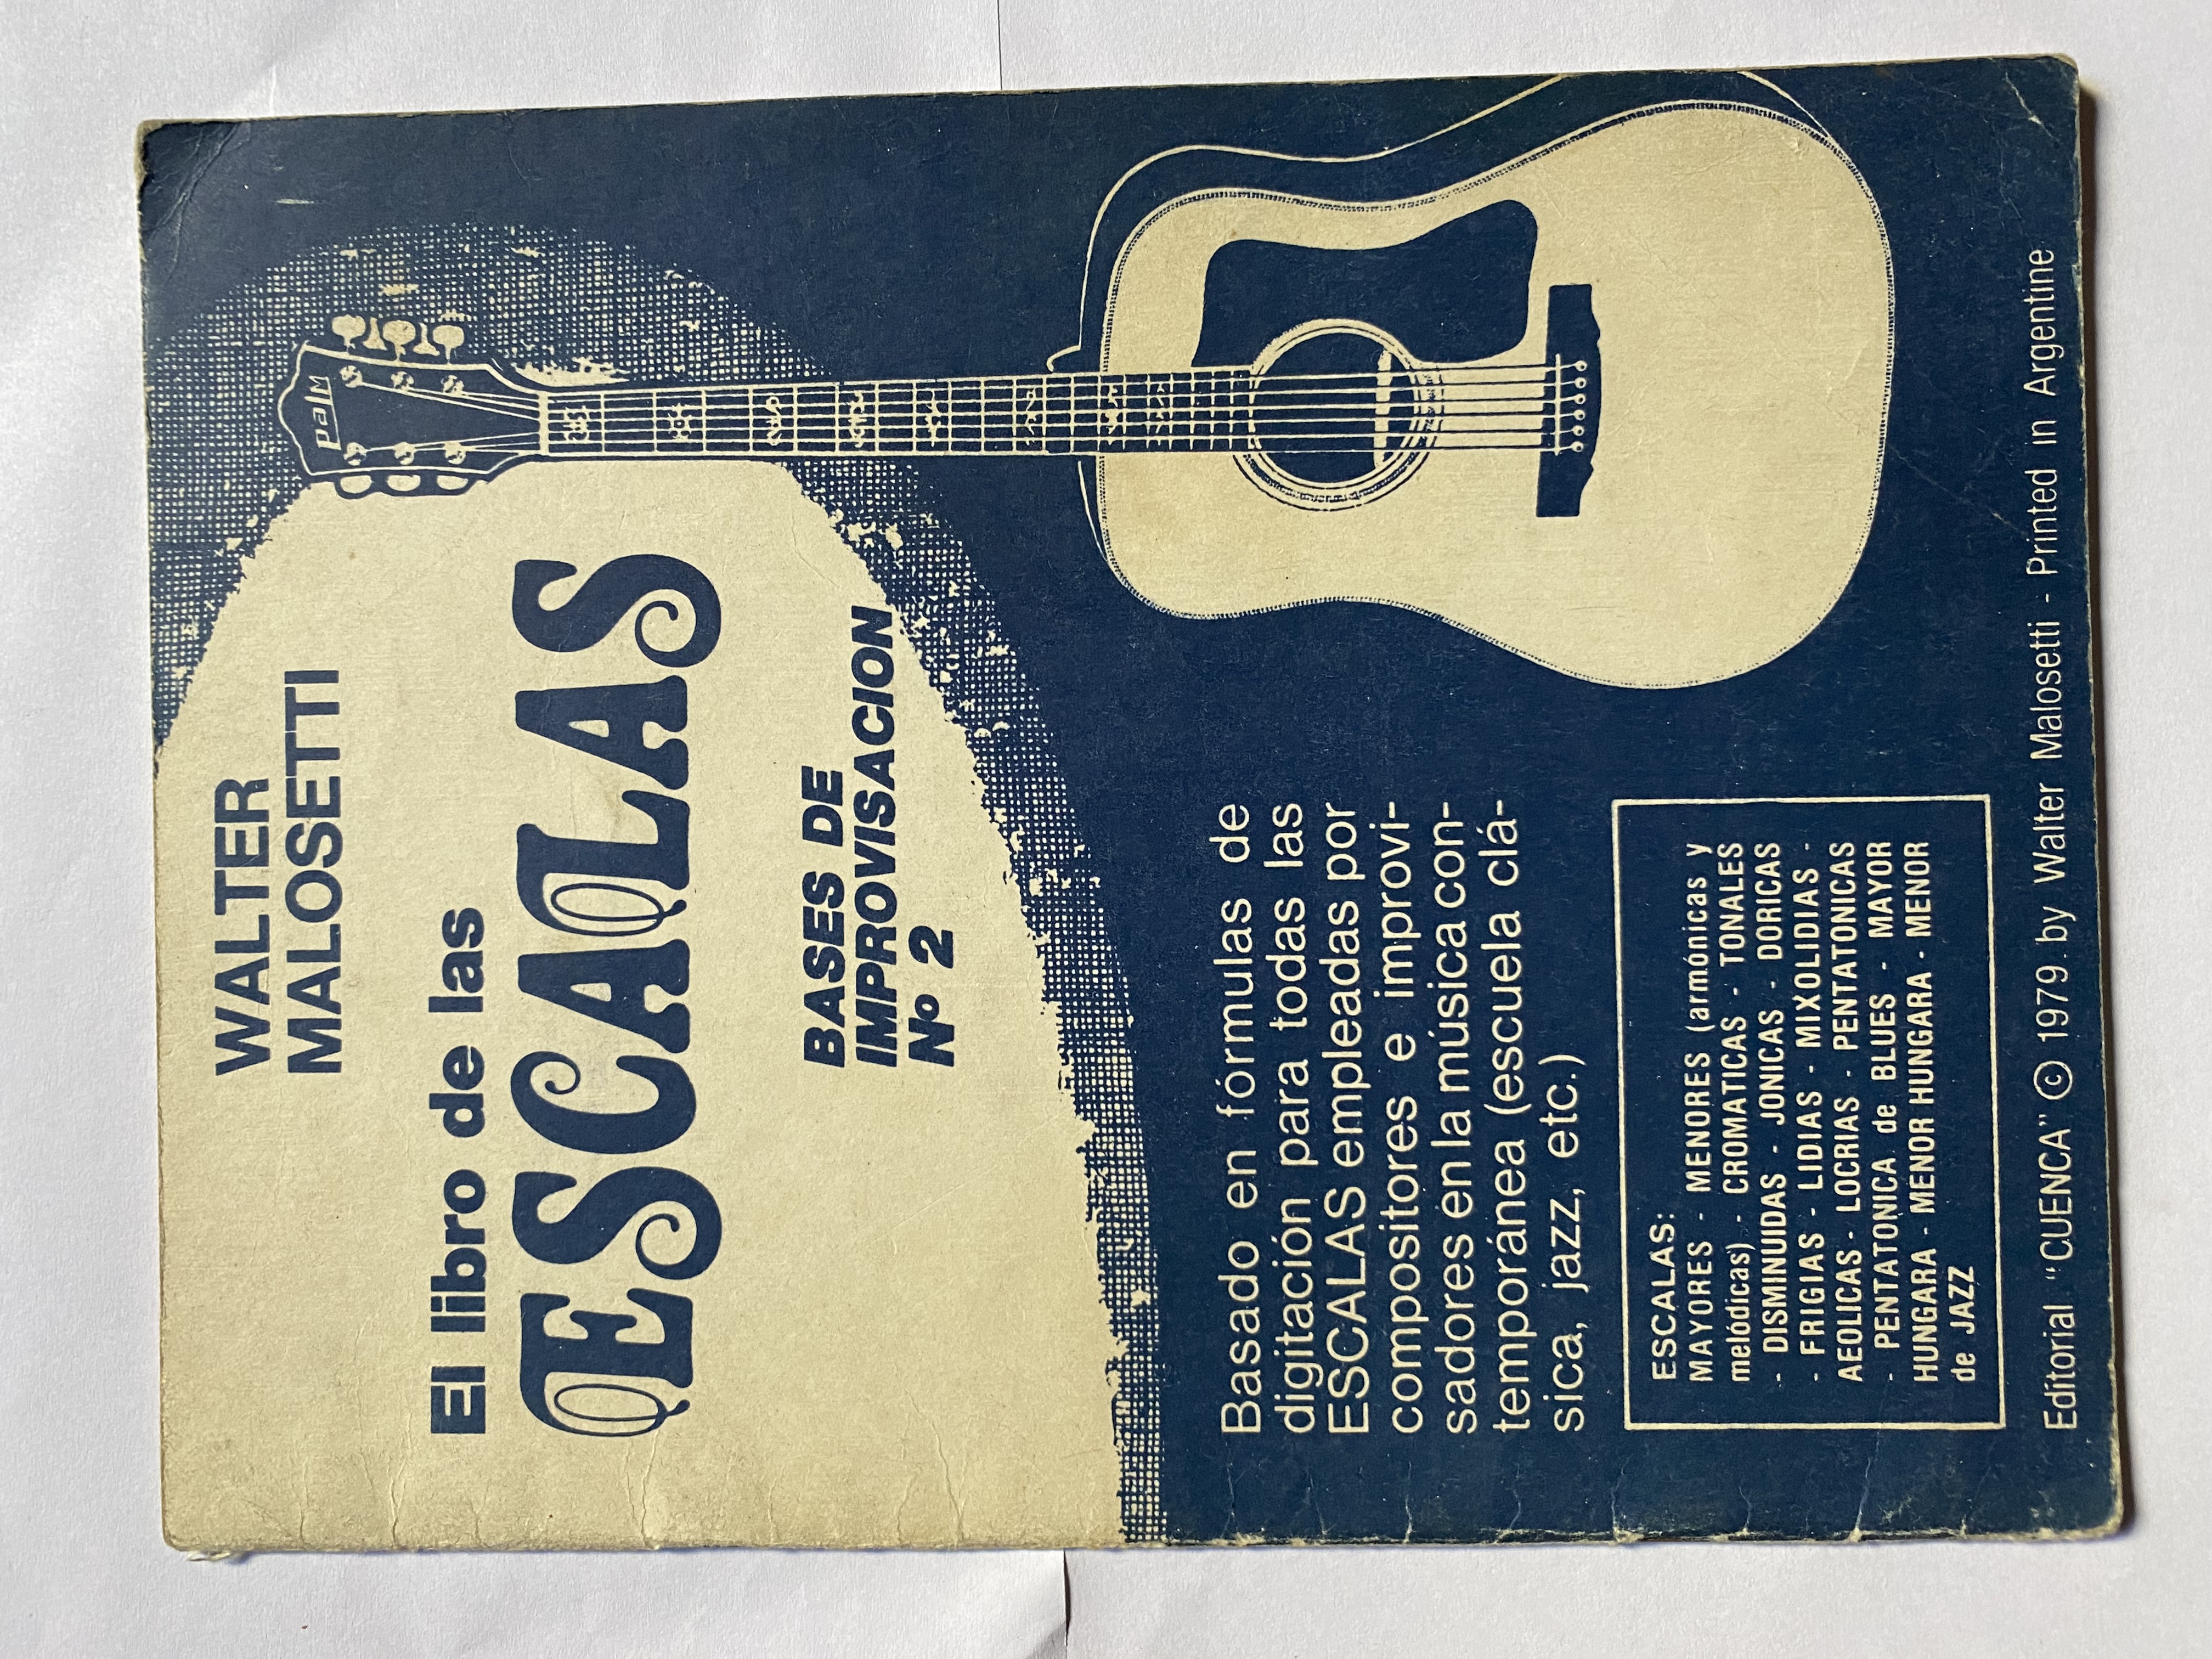 WALTER
MALOSETTI
palm
El libro de las
ESCALAS
BASES DE
IMPROVISACION
Nº 2
Basado en fórmulas de
digitación para todas las
ESCALAS empleadas por
compositores e improvi-
sadores en la música con-
temporánea (escuela clá-
sica, jazz, etc.)
ESCALAS:
MAYORES - MENORES (armónicas y
melódicas) - CROMATICAS - TONALES
- DISMINUIDAS - JONICAS - DORICAS
- FRIGIAS - LIDIAS - MIXOLIDIAS -
AEOLICAS - LOCRIAS - PENTATONICAS
- PENTATONICA de BLUES - MAYOR
HUNGARA - MENOR HUNGARA - MENOR
de JAZZ
Editorial "CUENCA" © 1979 by Walter Malosetti - Printed in Argentine